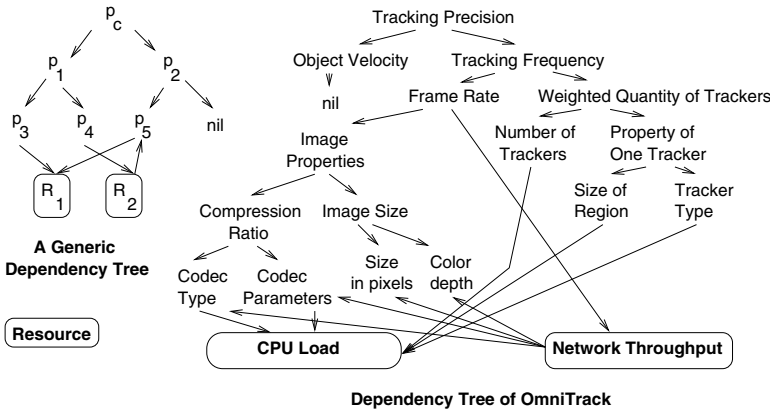 p
c
p
1
p
2
p
3
p
4
p
5
nil
R
1
R
2
A Generic
Dependency Tree
Resource
Tracking Precision
Object Velocity
Tracking Frequency
nil
Frame Rate
Weighted Quantity of Trackers
Image
Properties
Number of
Trackers
Property of
One Tracker
Compression
Ratio
Image Size
Size of
Region
Tracker
Type
Codec
Type
Codec
Parameters
Size
in pixels
Color
depth
CPU Load
Network Throughput
Dependency Tree of OmniTrack